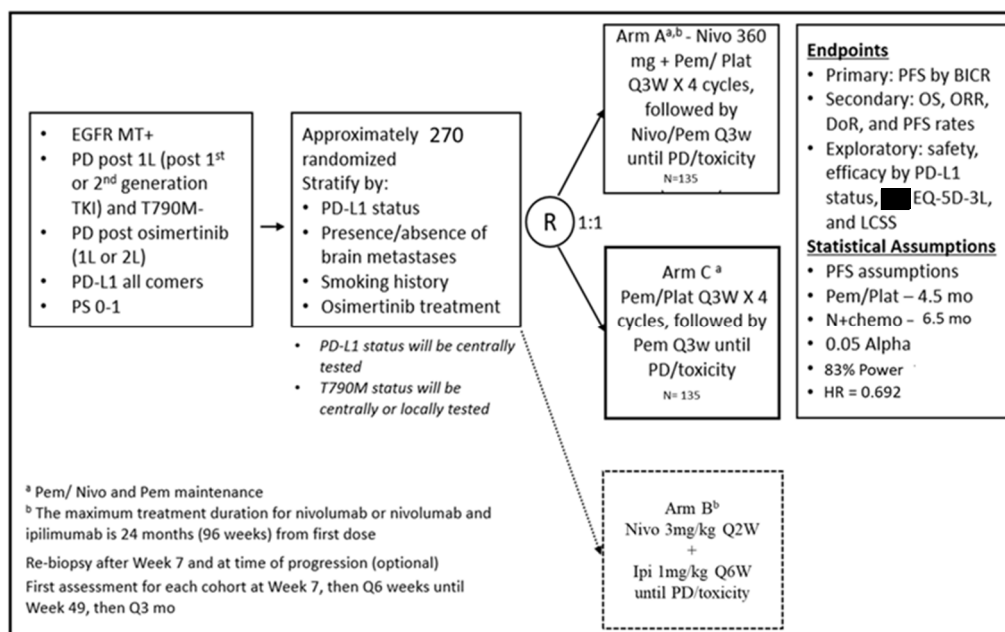 • EGFR MT+
• PD post 1L (post 1st
or 2nd generation
TKI) and T790M-
• PD post osimertinib
(1L or 2L)
• PD-L1 all comers
• PS 0-1
Approximately 270
randomized
Stratify by:
• PD-L1 status
• Presence/absence of
brain metastases
• Smoking history
• Osimertinib treatment
• PD-L1 status will be centrally
tested
• T790M status will be
centrally or locally tested
R
1:1
Arm Aa,b - Nivo 360
mg + Pem/ Plat
Q3W X 4 cycles,
followed by
Nivo/Pem Q3w
until PD/toxicity
N=135
Arm C a
Pem/Plat Q3W X 4
cycles, followed by
Pem Q3w until
PD/toxicity
N= 135
Arm Bb
Nivo 3mg/kg Q2W
+
Ipi 1mg/kg Q6W
until PD/toxicity
Endpoints
• Primary: PFS by BICR
• Secondary: OS, ORR,
DoR, and PFS rates
• Exploratory: safety,
efficacy by PD-L1
status, EQ-5D-3L,
and LCSS
Statistical Assumptions
• PFS assumptions
• Pem/Plat – 4.5 mo
• N+chemo – 6.5 mo
• 0.05 Alpha
• 83% Power
• HR = 0.692
a Pem/ Nivo and Pem maintenance
b The maximum treatment duration for nivolumab or nivolumab and
ipilimumab is 24 months (96 weeks) from first dose
Re-biopsy after Week 7 and at time of progression (optional)
First assessment for each cohort at Week 7, then Q6 weeks until
Week 49, then Q3 mo